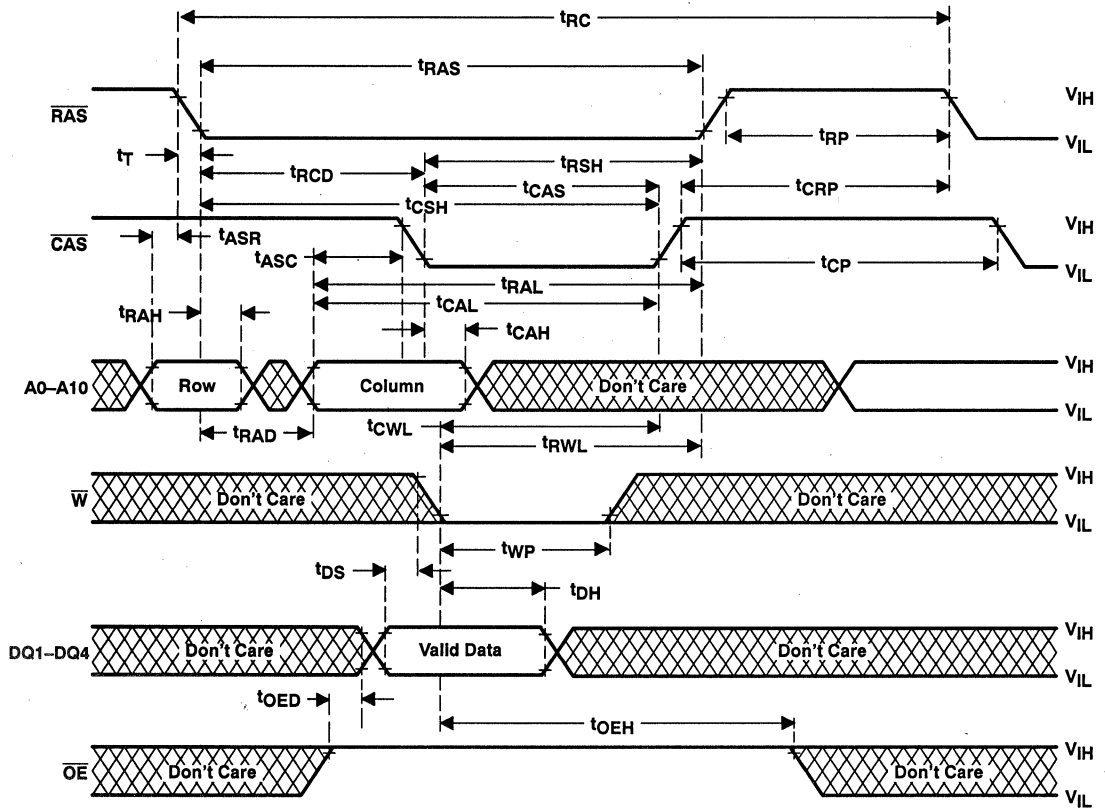 tRC
tRAS
RAS
VIH
tRP
VIL
tT
tRCD
tRSH
tCAS
tCRP
tCSH
CAS
VIH
tASR
tASC
tCP
VIL
tRAL
tCAL
tRAH
tCAH
VIH
A0–A10
Row
Column
Don't Care
VIL
tCWL
tRAD
tRWL
VIH
W
Don't Care
Don't Care
VIL
tWP
tDS
tDH
VIH
DQ1–DQ4
Don't Care
Valid Data
Don't Care
VIL
tOED
tOEH
VIH
OE
Don't Care
Don't Care
VIL